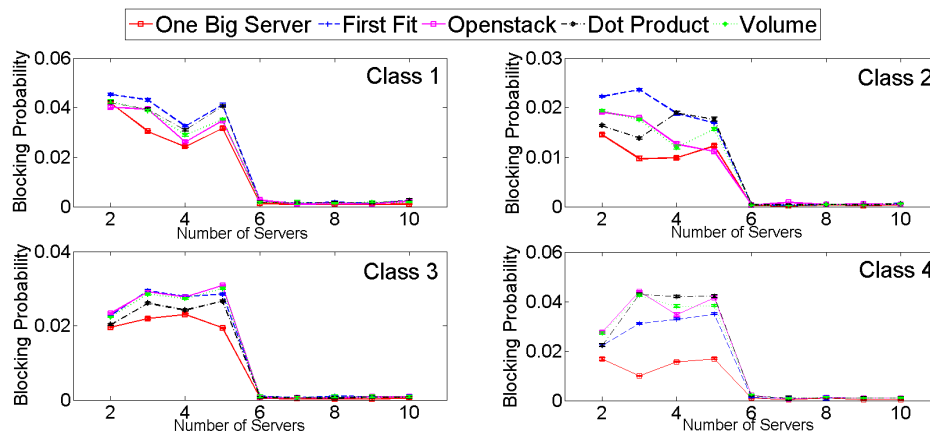 One Big Server First Fit Openstack Dot Product Volume
Class 1
Blocking Probability
0.06
0.04
0.02
0
2 4 6 8 10
Number of Servers
Class 2
Blocking Probability
0.03
0.02
0.01
0
2 4 6 8 10
Number of Servers
Class 3
Blocking Probability
0.04
0.02
0
2 4 6 8 10
Number of Servers
Class 4
Blocking Probability
0.06
0.04
0.02
0
2 4 6 8 10
Number of Servers